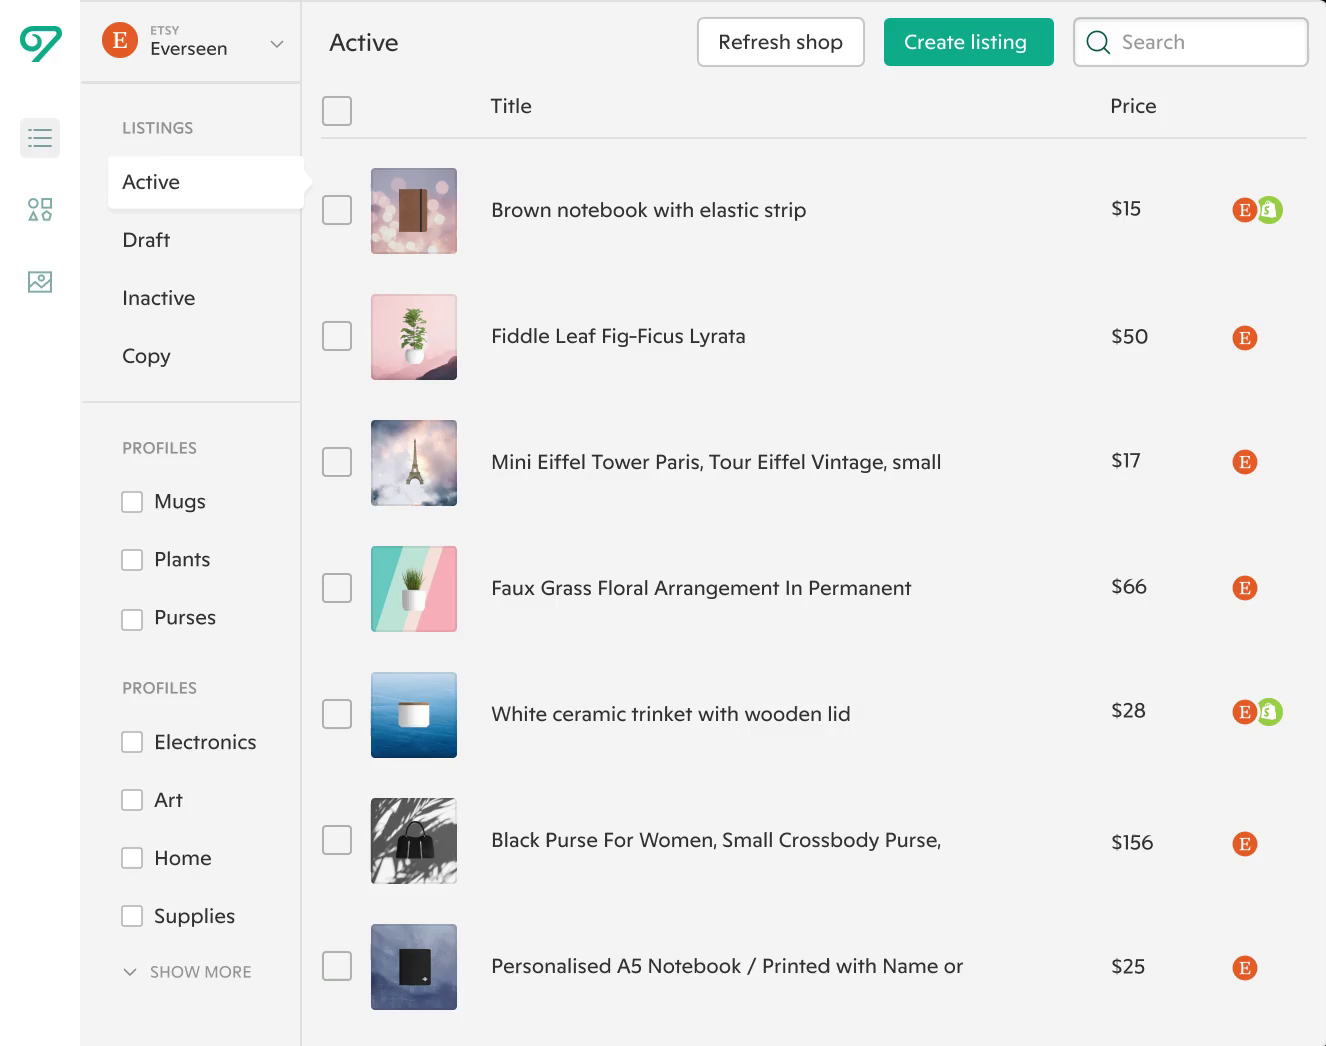 E
ETSY
Everseen
Active
Refresh shop
Create listing
Search
LISTINGS
Active
Draft
Inactive
Copy
PROFILES
Mugs
Plants
Purses
PROFILES
Electronics
Art
Home
Supplies
SHOW MORE
Title
Price
Brown notebook with elastic strip
$15
E
S
Fiddle Leaf Fig-Ficus Lyrata
$50
E
Mini Eiffel Tower Paris, Tour Eiffel Vintage, small
$17
E
Faux Grass Floral Arrangement In Permanent
$66
E
White ceramic trinket with wooden lid
$28
E
S
Black Purse For Women, Small Crossbody Purse,
$156
E
Personalised A5 Notebook / Printed with Name or
$25
E